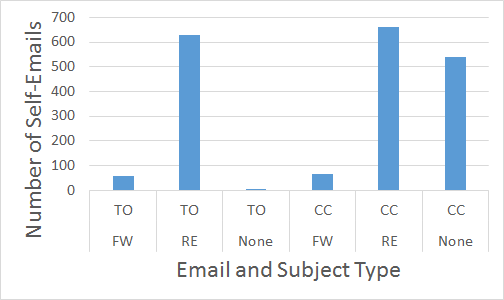 Number of Self-Emails
700
600
500
400
300
200
100
0
TO TO TO CC CC CC
FW RE None FW RE None
Email and Subject Type